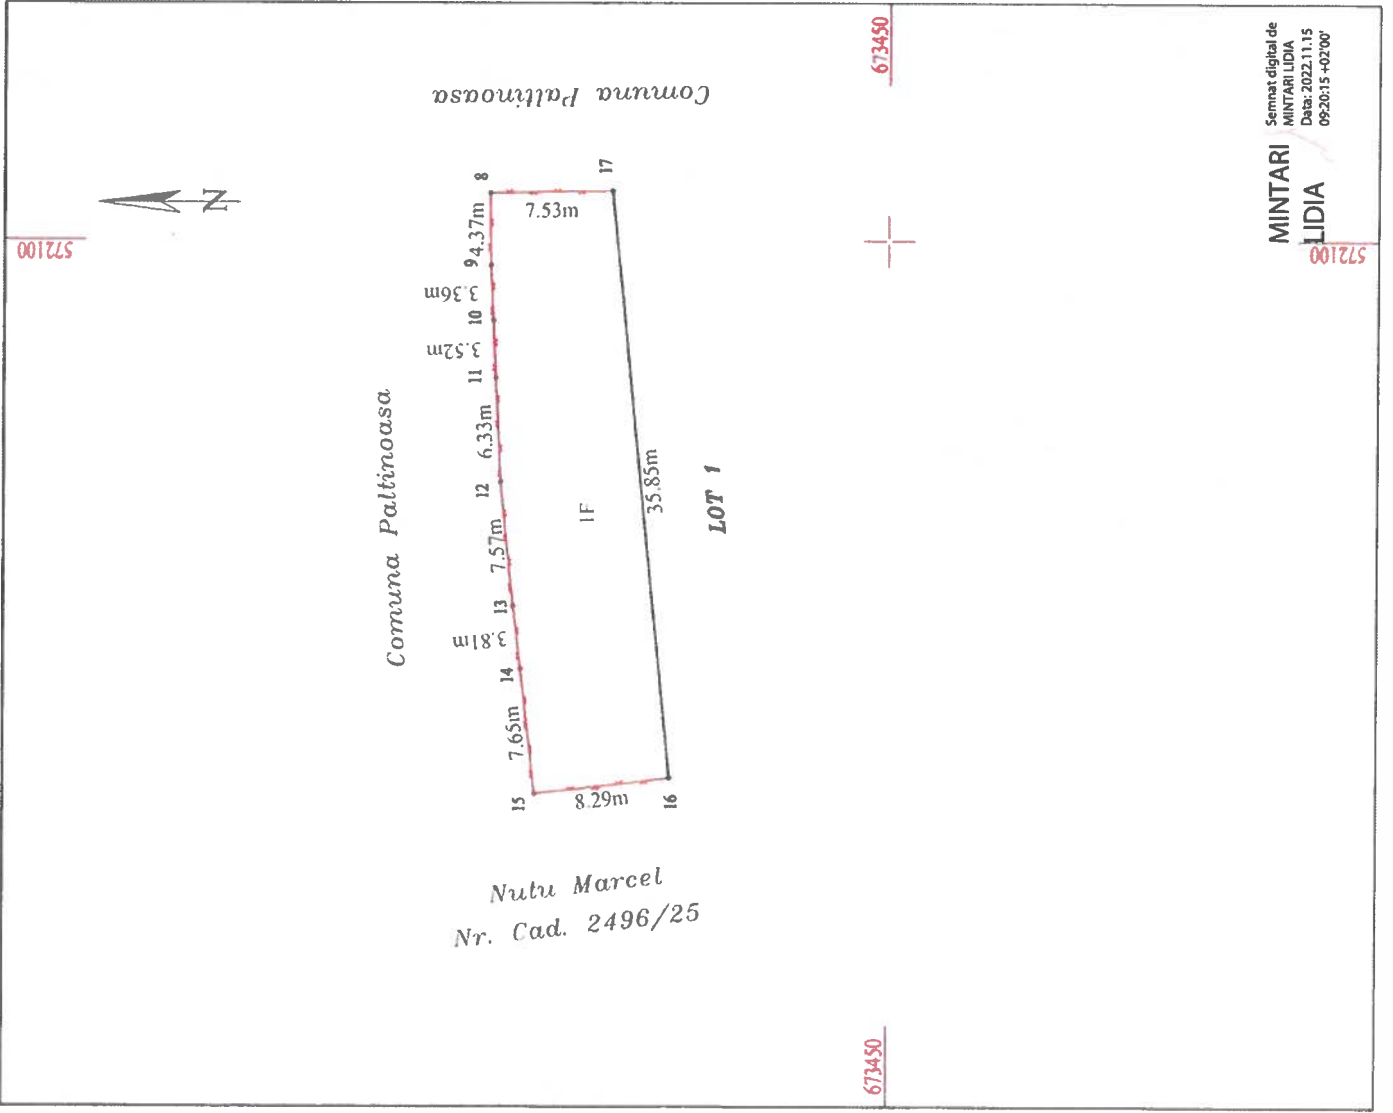 572100
673450
Comuna Paltinoasa
N
8
17
7.53m
4.37m
9
3.36m
10
3.52m
11
6.33m
12
7.57m
13
3.81m
14
7.65m
15
8.29m
16
35.85m
1F
LOT 1
Comuna Paltinoasa
Nutu Marcel
Nr. Cad. 2496/25
673450
572100
MINTARI
LIDIA
Semnat digital de
MINTARI LIDIA
Data: 2022.11.15
09:20:15 +02'00'